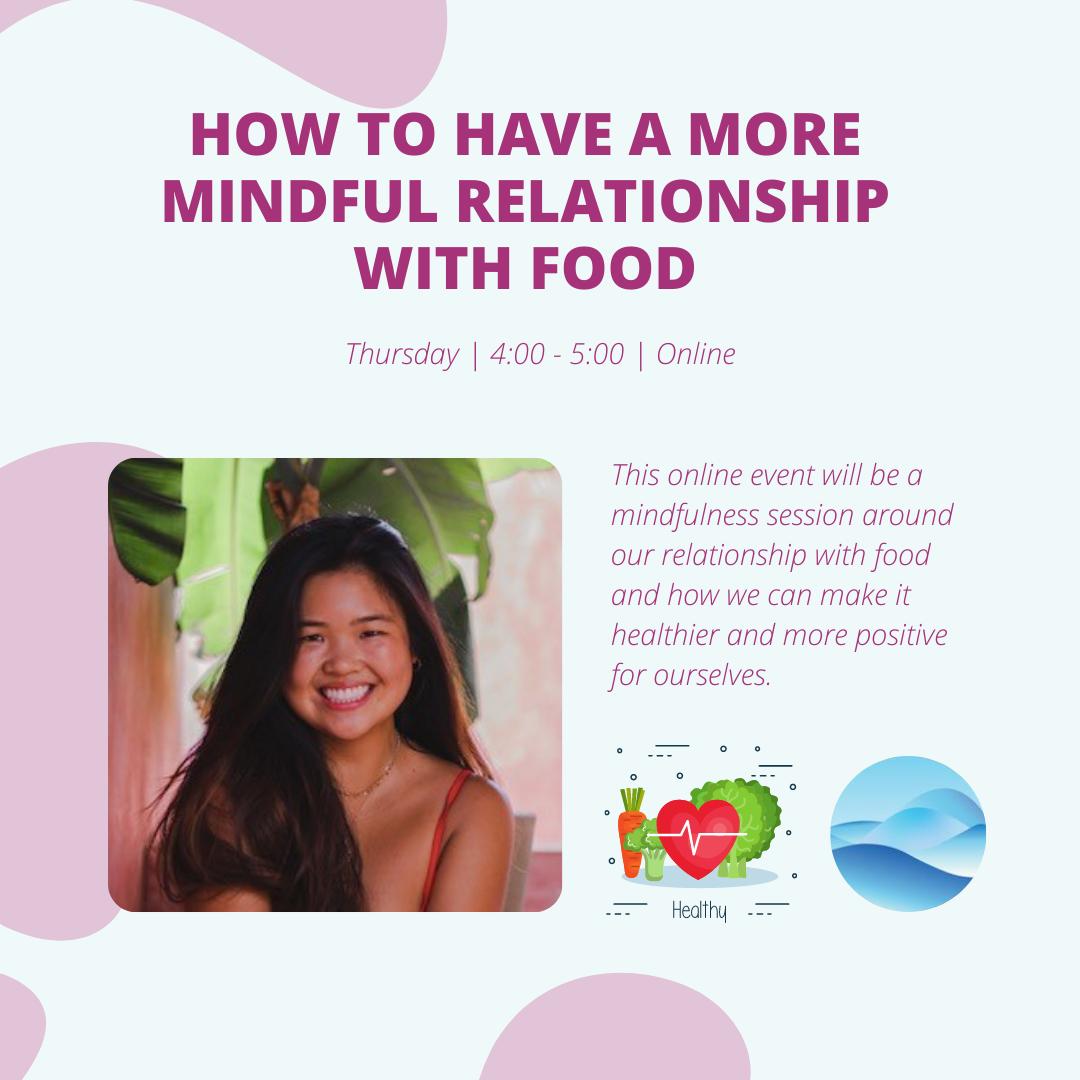 HOW TO HAVE A MORE
MINDFUL RELATIONSHIP
WITH FOOD
Thursday | 4:00 - 5:00 | Online
This online event will be a
mindfulness session around
our relationship with food
and how we can make it
healthier and more positive
for ourselves.
Healthy